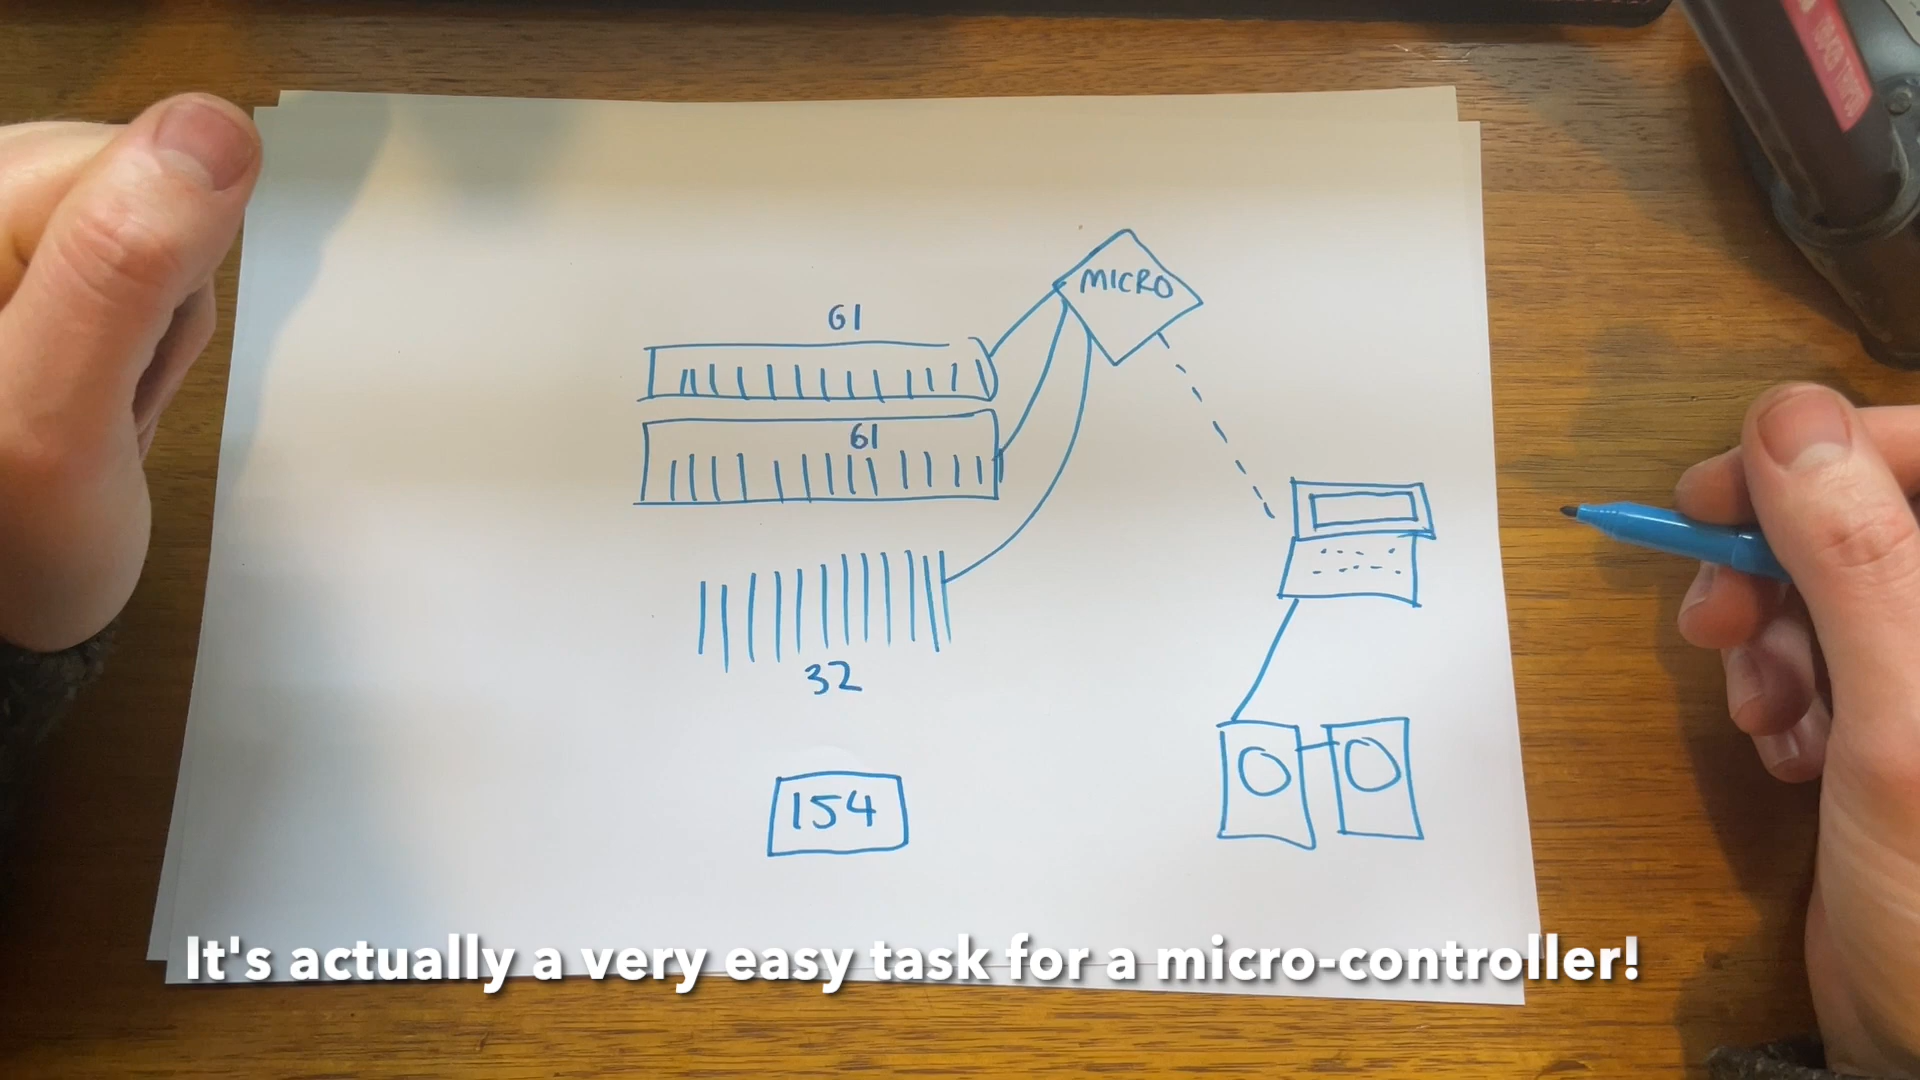 MICRO
61
61
32
154
It's actually a very easy task for a micro-controller!